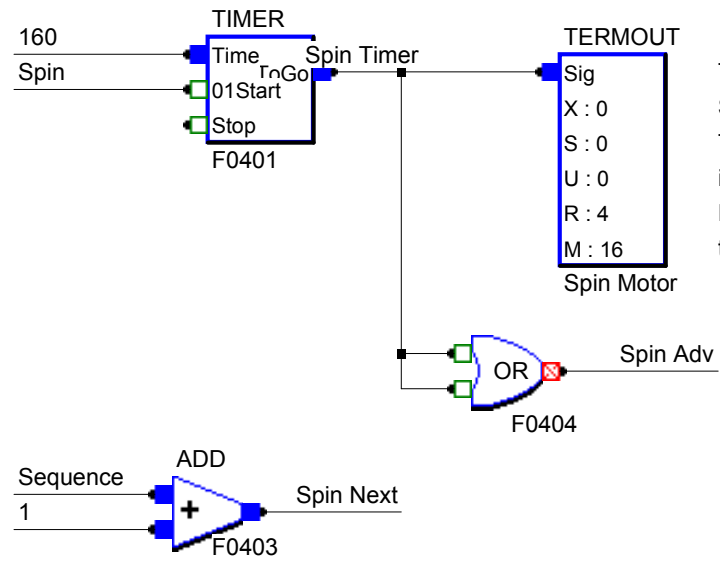 TIMER
160
Time
Spin Timer
ToGo
Spin
01Start
Stop
F0401
TERMOUT
Sig
X : 0
S : 0
U : 0
R : 4
M : 16
Spin Motor
OR
Spin Adv
F0404
ADD
Sequence
1
+
Spin Next
F0403